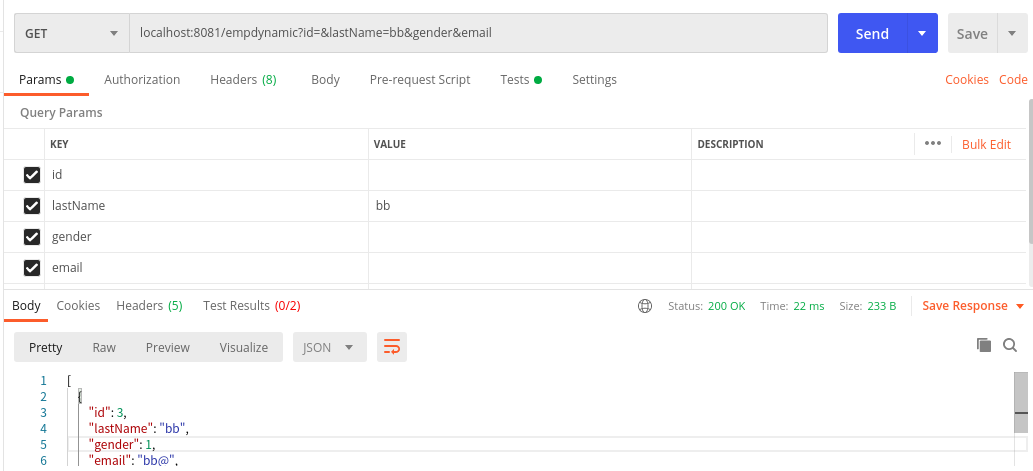 GET localhost:8081/empdynamic?id=&lastName=bb&gender&email Send Save
Params Authorization Headers (8) Body Pre-request Script Tests Settings Cookies Code
Query Params
KEY VALUE DESCRIPTION ••• Bulk Edit
id
lastName bb
gender
email
Body Cookies Headers (5) Test Results (0/2) Status: 200 OK Time: 22 ms Size: 233 B Save Response
Pretty Raw Preview Visualize JSON
1 [
2 {
3 "id": 3,
4 "lastName": "bb",
5 "gender": 1,
6 "email": "bb@",